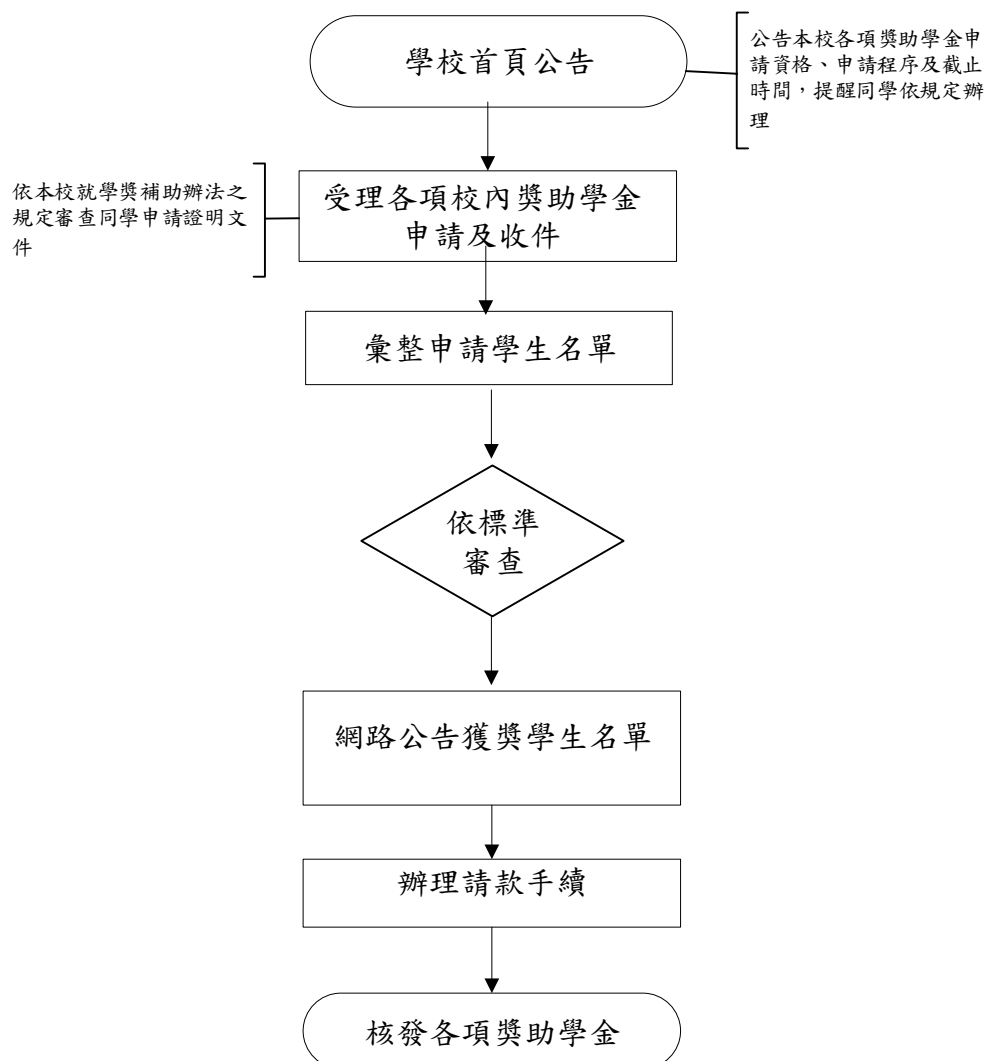 學校首頁公告
公告本校各項獎助學金申
請資格、申請程序及截止
時間，提醒同學依規定辦
理
依本校就學獎補助辦法之
規定審查同學申請證明文
件
受理各項校內獎助學金
申請及收件
彙整申請學生名單
依標準
審查
網路公告獲獎學生名單
辦理請款手續
核發各項獎助學金